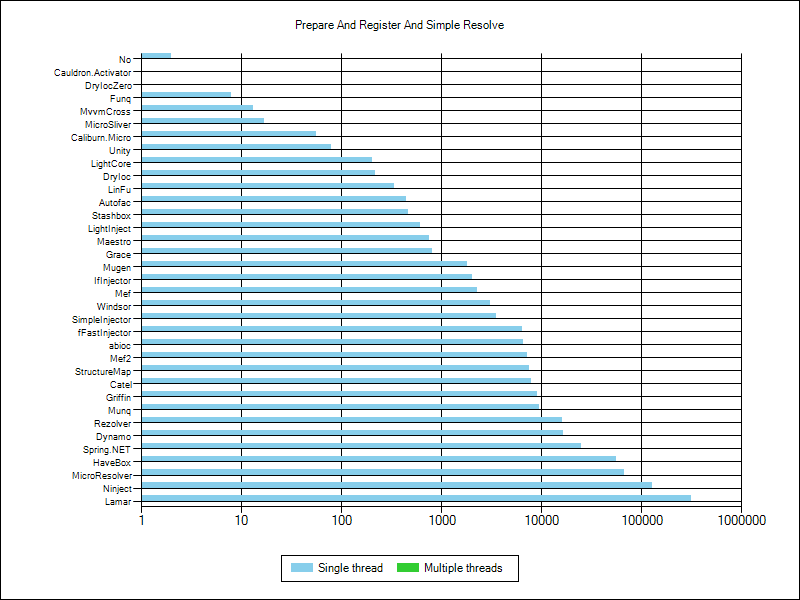 Prepare And Register And Simple Resolve
No
Cauldron.Activator
DryIocZero
Funq
MvvmCross
MicroSliver
Caliburn.Micro
Unity
LightCore
DryIoc
LinFu
Autofac
Stashbox
LightInject
Maestro
Grace
Mugen
IfInjector
Mef
Windsor
SimpleInjector
fFastInjector
abioc
Mef2
StructureMap
Catel
Griffin
Munq
Rezolver
Dynamo
Spring.NET
HaveBox
MicroResolver
Ninject
Lamar
1 10 100 1000 10000 100000 1000000
Single thread Multiple threads